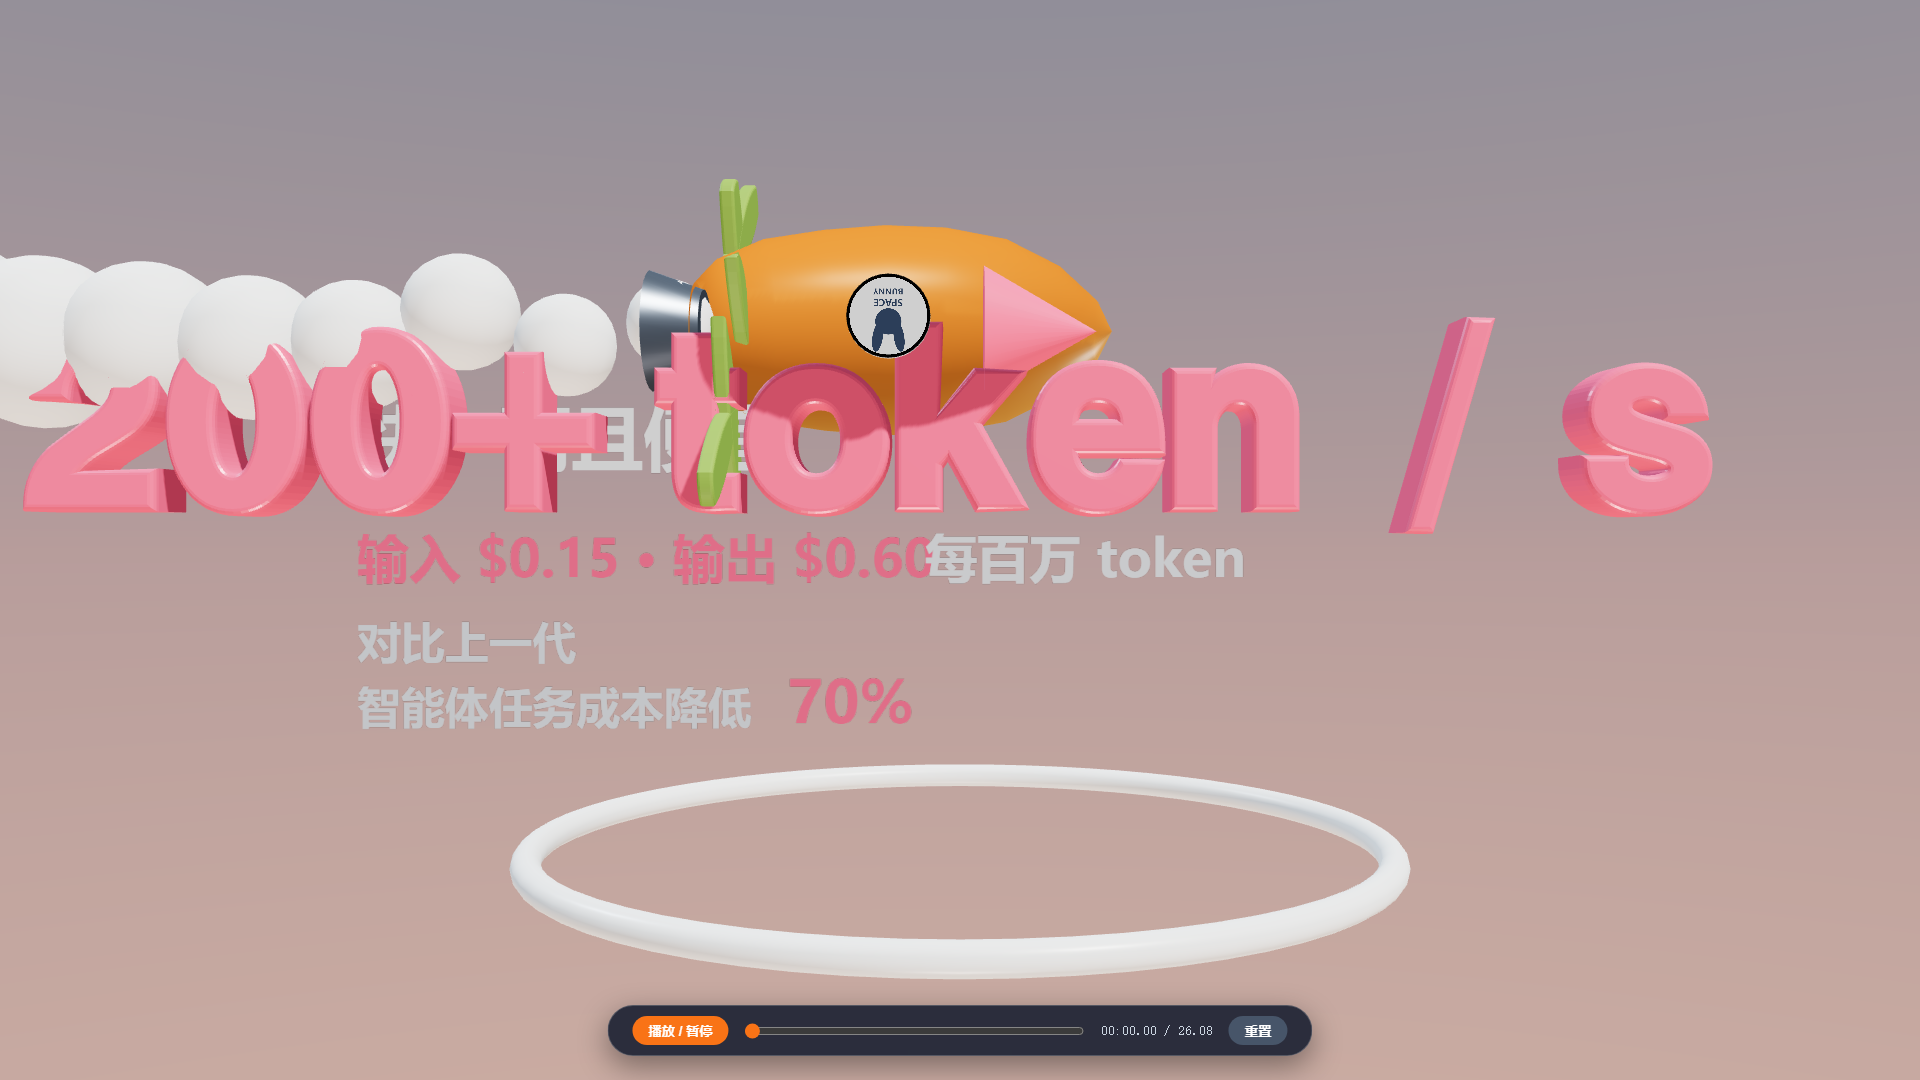 SPACE
BUNNY
200+ token / s
且
输入 $0.15 • 输出 $0.60 每百万 token
对比上一代
智能体任务成本降低 70%
播放 / 暂停
00:00.00 / 26.08
重置